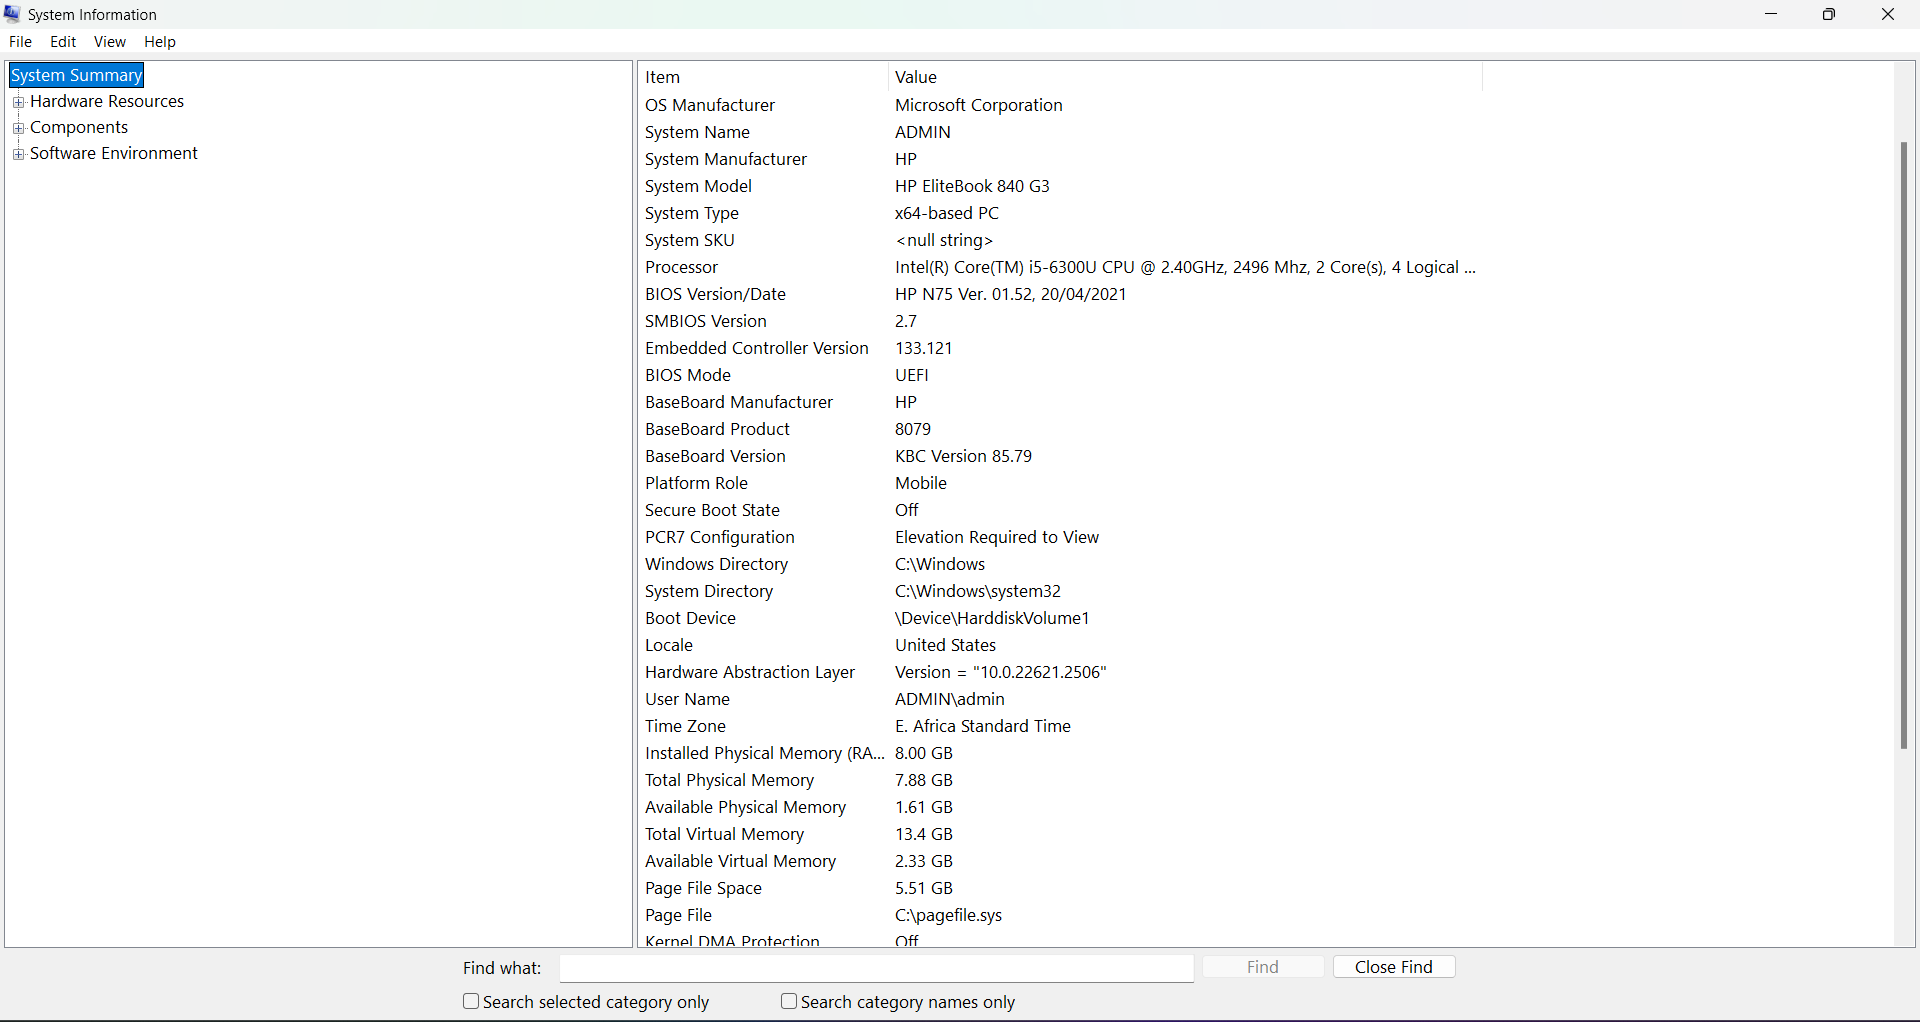 System Information
File Edit View Help
System Summary
Hardware Resources
Components
Software Environment
Item Value
OS Manufacturer Microsoft Corporation
System Name ADMIN
System Manufacturer HP
System Model HP EliteBook 840 G3
System Type x64-based PC
System SKU <null string>
Processor Intel(R) Core(TM) i5-6300U CPU @ 2.40GHz, 2496 Mhz, 2 Core(s), 4 Logical ...
BIOS Version/Date HP N75 Ver. 01.52, 20/04/2021
SMBIOS Version 2.7
Embedded Controller Version 133.121
BIOS Mode UEFI
BaseBoard Manufacturer HP
BaseBoard Product 8079
BaseBoard Version KBC Version 85.79
Platform Role Mobile
Secure Boot State Off
PCR7 Configuration Elevation Required to View
Windows Directory C:\Windows
System Directory C:\Windows\system32
Boot Device \Device\HarddiskVolume1
Locale United States
Hardware Abstraction Layer Version = "10.0.22621.2506"
User Name ADMIN\admin
Time Zone E. Africa Standard Time
Installed Physical Memory (RA... 8.00 GB
Total Physical Memory 7.88 GB
Available Physical Memory 1.61 GB
Total Virtual Memory 13.4 GB
Available Virtual Memory 2.33 GB
Page File Space 5.51 GB
Page File C:\pagefile.sys
Kernel DMA Protection Off
Find what: Find Close Find
Search selected category only Search category names only